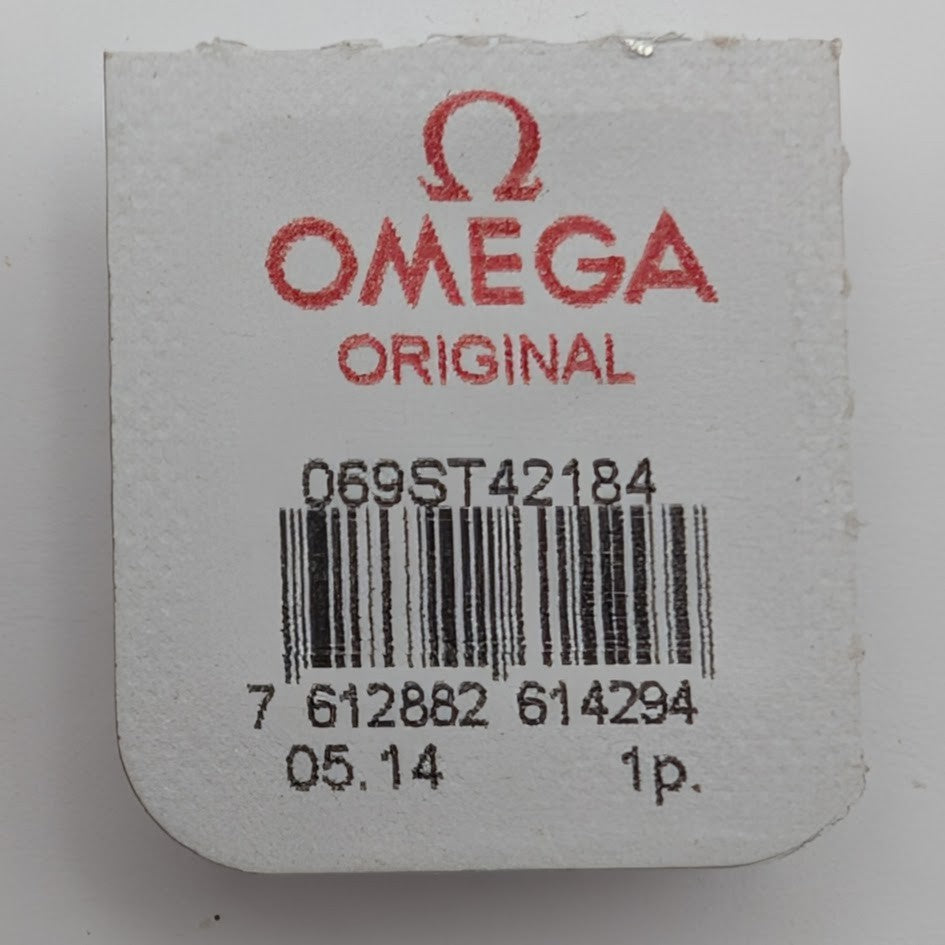 Ω
OMEGA
ORIGINAL
069ST42184
7 612882 614294
05.14 1p.